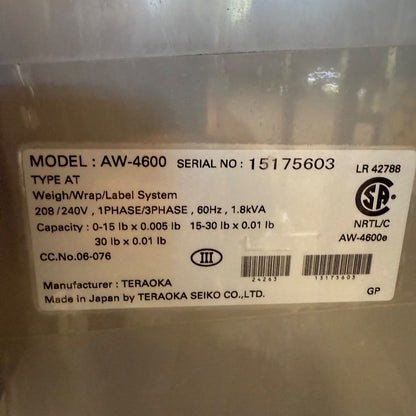 MODEL : AW-4600 SERIAL NO : 15175603 LR 42788
TYPE AT
Weigh/Wrap/Label System
208 / 240V , 1PHASE/3PHASE , 60Hz , 1.8kVA
Capacity : 0-15 lb x 0.005 lb 15-30 lb x 0.01 lb
30 lb x 0.01 lb
SA
NRTL/C
AW-4600e
CC.No.06-076
III
24263 15175603
Manufacturer : TERAOKA
Made in Japan by TERAOKA SEIKO CO.,LTD.
GP